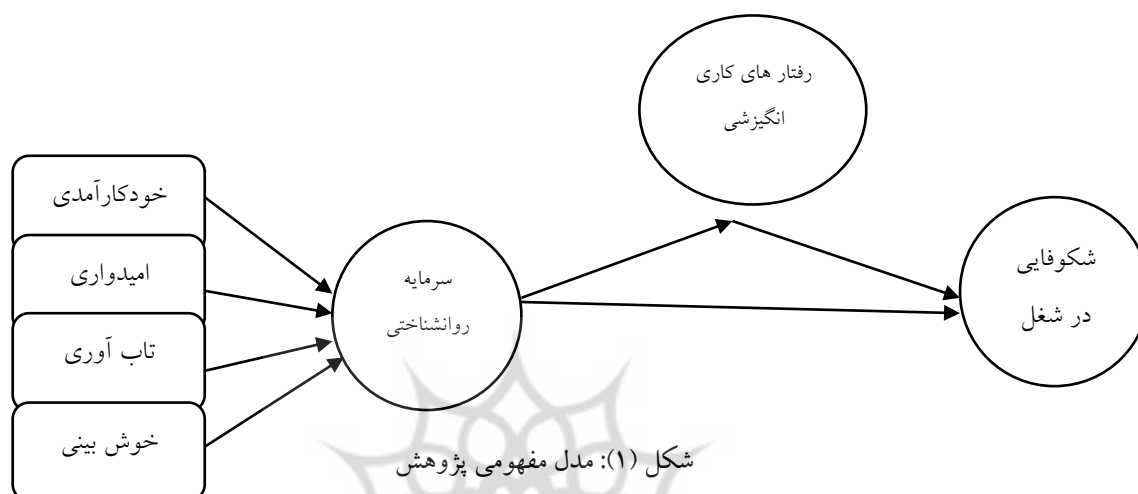 رفتار های کاری
انگیزشی
خودکارآمدی
امیدواری
تاب آوری
خوش بینی
سرمایه
روانشناختی
شکوفایی
در شغل
شکل (۱): مدل مفهومی پژوهش